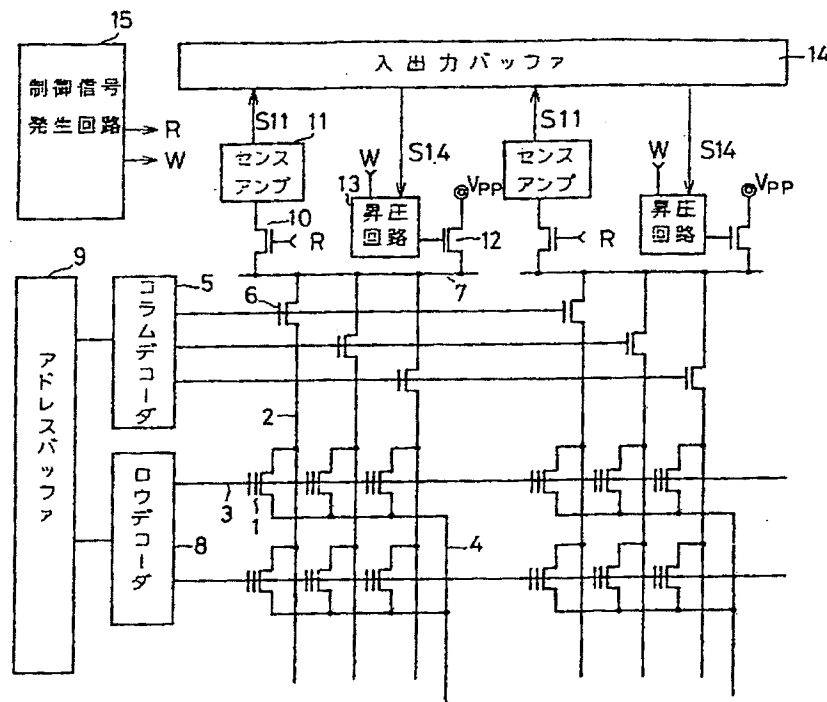 15
制御信号
発生回路
R
W
入出力バッファ
14
S11
11
センス
アンプ
10
R
S14
W
13
昇圧
回路
VPP
12
S11
センス
アンプ
R
S14
W
昇圧
回路
VPP
9
アドレスバッファ
5
コラムデコーダ
6
7
2
ロウデコーダ
8
3
1
4